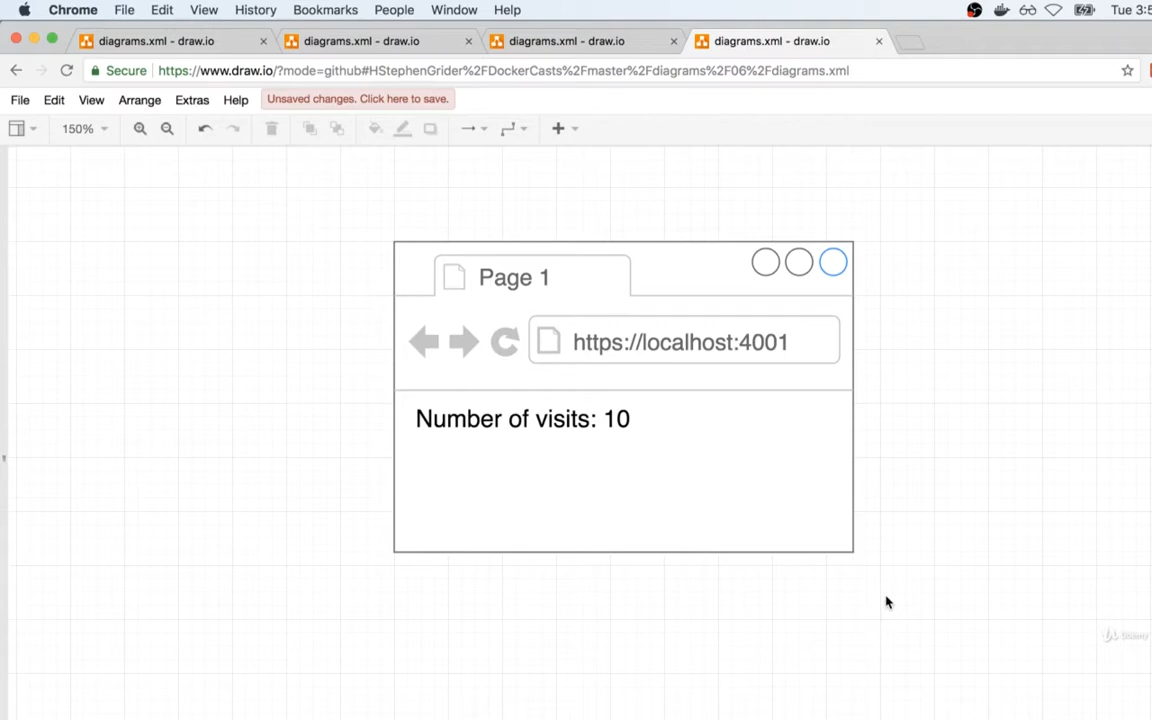 Chrome File Edit View History Bookmarks People Window Help Tue 3:5
diagrams.xml - draw.io diagrams.xml - draw.io diagrams.xml - draw.io diagrams.xml - draw.io
Secure https://www.draw.io/?mode=github#HStephenGrider%2FDockerCasts%2Fmaster%2Fdiagrams%2F06%2Fdiagrams.xml
File Edit View Arrange Extras Help Unsaved changes. Click here to save.
150%
Page 1
https://localhost:4001
Number of visits: 10
Udemy